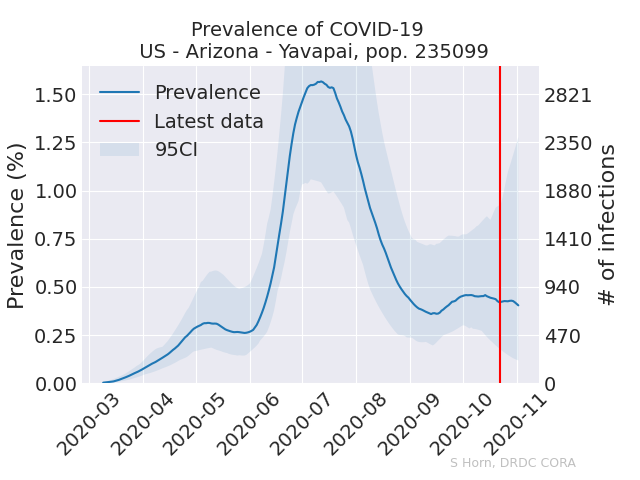 Prevalence of COVID-19
US - Arizona - Yavapai, pop. 235099
Prevalence
Latest data
95CI
Prevalence (%)
1.50
1.25
1.00
0.75
0.50
0.25
0.00
2821
2350
1880
1410
940
470
0
# of infections
2020-03
2020-04
2020-05
2020-06
2020-07
2020-08
2020-09
2020-10
2020-11
S Horn, DRDC CORA